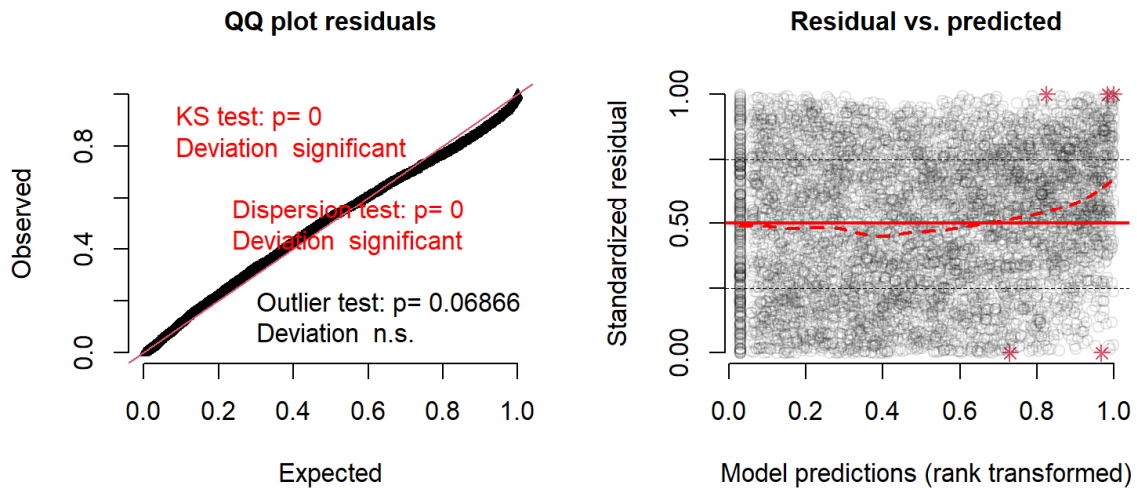 QQ plot residuals
KS test: p= 0
Deviation significant
Dispersion test: p= 0
Deviation significant
Outlier test: p= 0.06866
Deviation n.s.
Observed
0.0
0.4
0.8
0.0 0.2 0.4 0.6 0.8 1.0
Expected
Residual vs. predicted
Standardized residual
1.00
0.50
0.00
0.0 0.2 0.4 0.6 0.8 1.0
Model predictions (rank transformed)